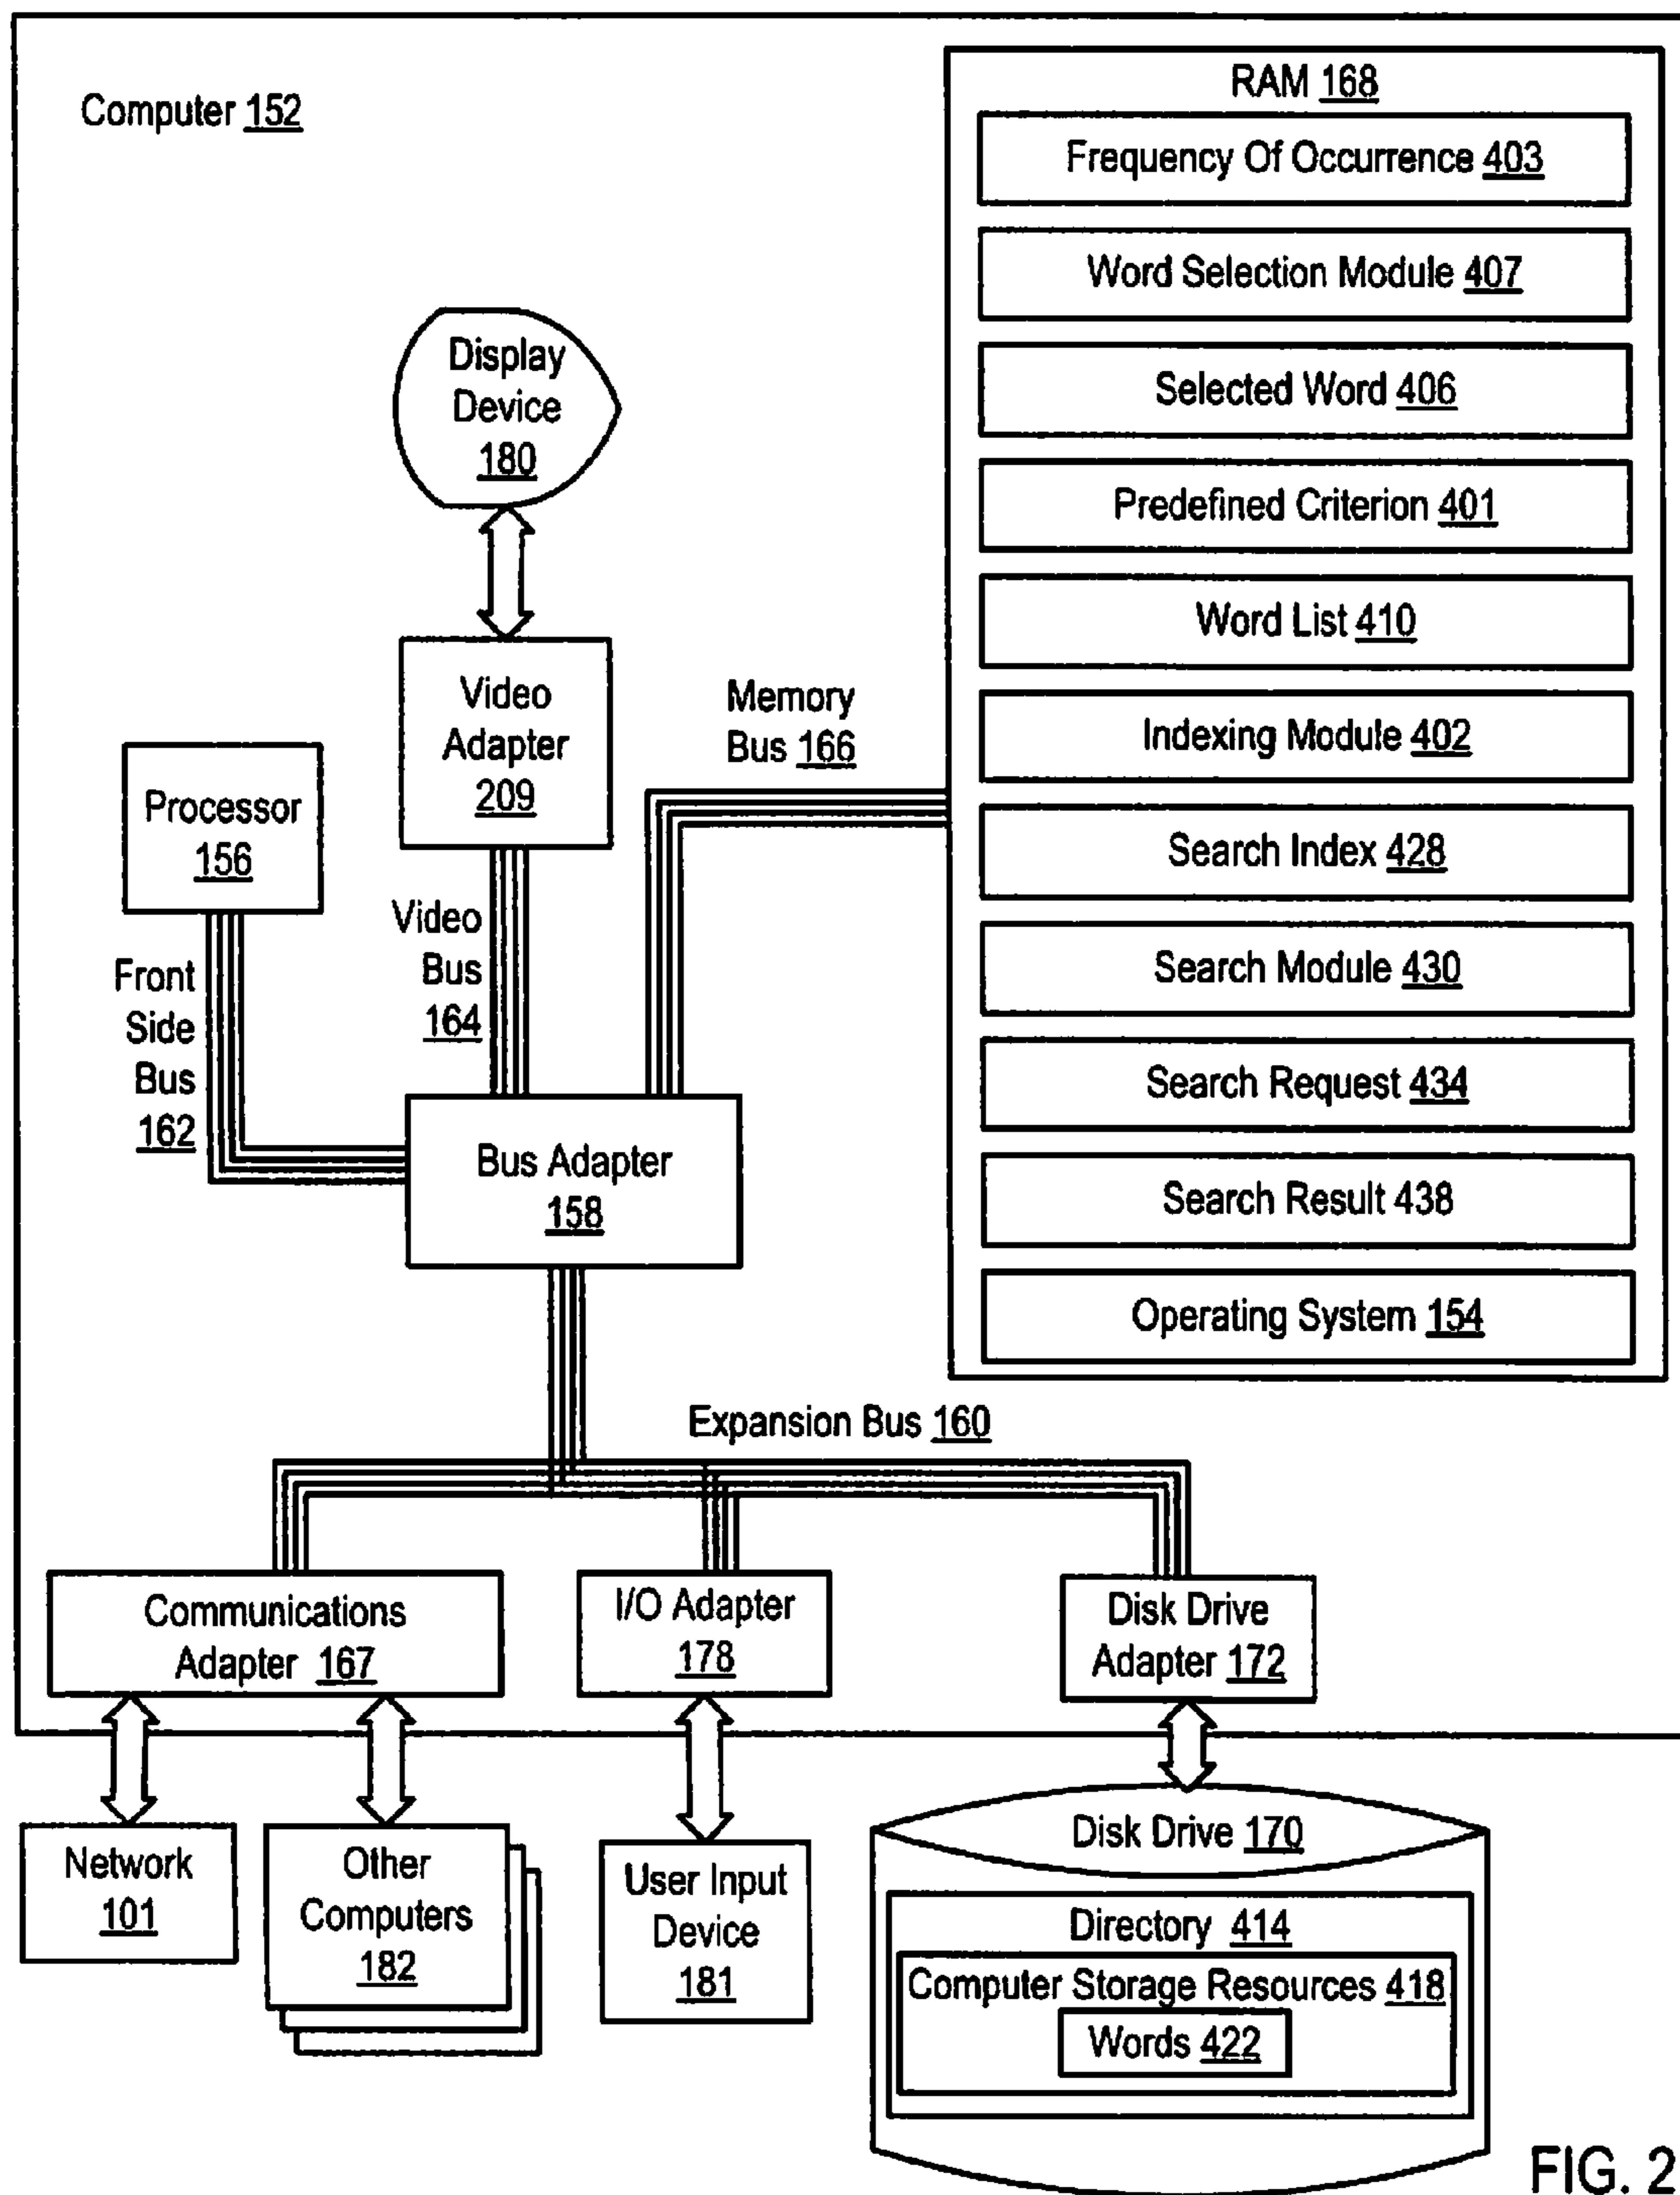 Computer 152
RAM 168
Frequency Of Occurrence 403
Word Selection Module 407
Selected Word 406
Predefined Criterion 401
Word List 410
Indexing Module 402
Search Index 428
Search Module 430
Search Request 434
Search Result 438
Operating System 154
Display
Device
180
Video
Adapter
209
Memory
Bus 166
Processor
156
Video
Bus
164
Front
Side
Bus
162
Bus Adapter
158
Expansion Bus 160
Communications
Adapter 167
I/O Adapter
178
Disk Drive
Adapter 172
Network
101
Other
Computers
182
User Input
Device
181
Disk Drive 170
Directory 414
Computer Storage Resources 418
Words 422
FIG. 2